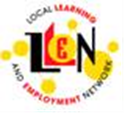 LOCAL LEARNING
LLEN
AND EMPLOYMENT NETWORK